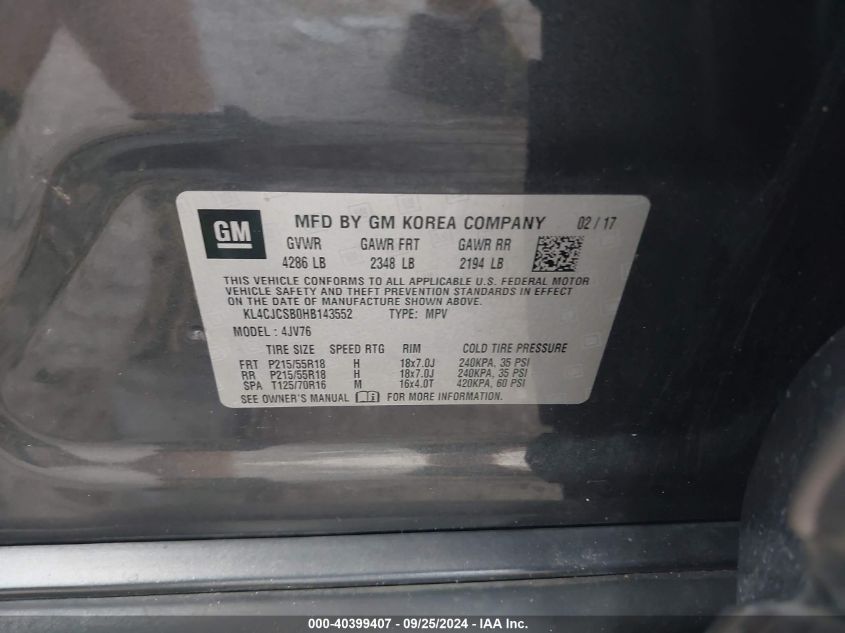 GM MFD BY GM KOREA COMPANY 02 / 17
GVWR GAWR FRT GAWR RR
4286 LB 2348 LB 2194 LB
THIS VEHICLE CONFORMS TO ALL APPLICABLE U.S. FEDERAL MOTOR
VEHICLE SAFETY AND THEFT PREVENTION STANDARDS IN EFFECT
ON THE DATE OF MANUFACTURE SHOWN ABOVE.
KL4CJCSB0HB143552 TYPE: MPV
MODEL : 4JV76
TIRE SIZE SPEED RTG RIM COLD TIRE PRESSURE
FRT P215/55R18 H 18x7.0J 240KPA, 35 PSI
RR P215/55R18 H 18x7.0J 240KPA, 35 PSI
SPA T125/70R16 M 16x4.0T 420KPA, 60 PSI
SEE OWNER'S MANUAL FOR MORE INFORMATION.
000-40399407 - 09/25/2024 - IAA Inc.